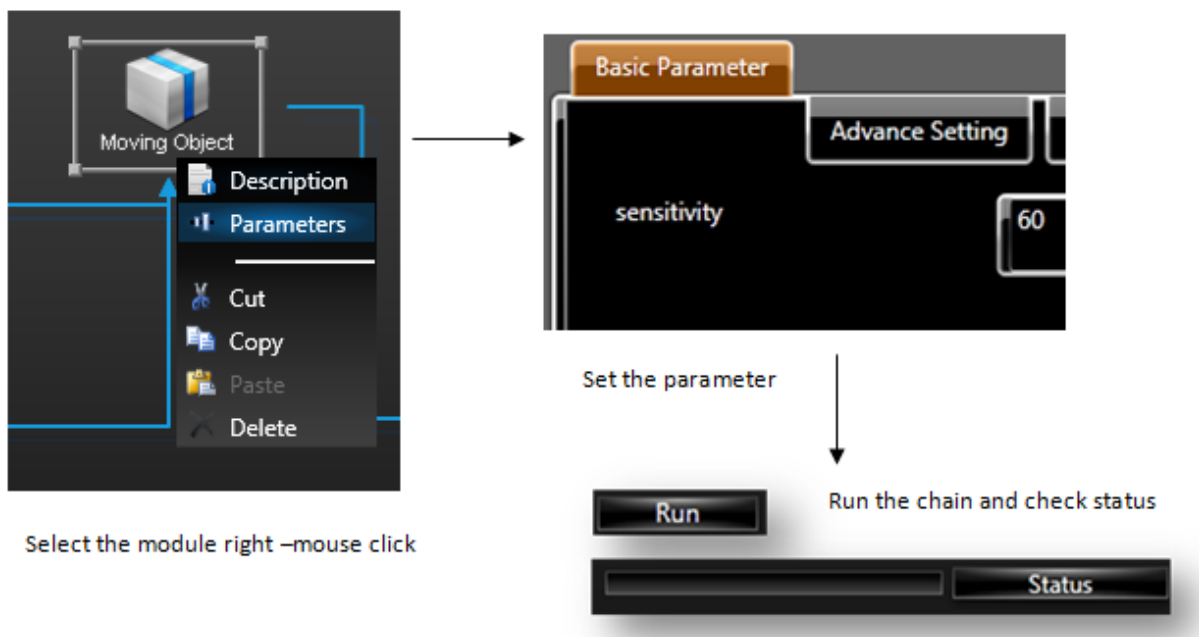 Moving Object
Description
Parameters
Cut
Copy
Paste
Delete
Select the module right –mouse click
Basic Parameter
Advance Setting
sensitivity
60
Set the parameter
Run the chain and check status
Run
Status